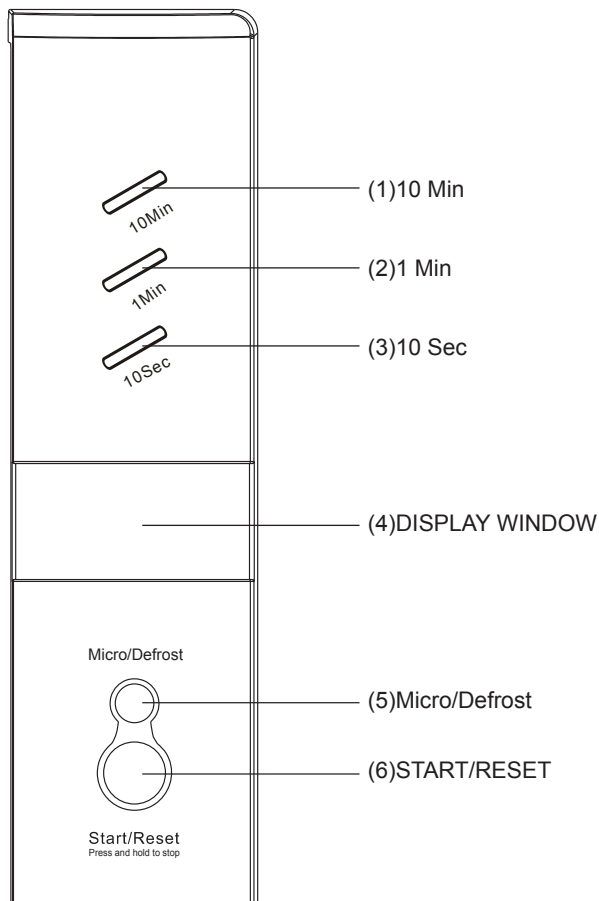 (1)10 Min
10Min
(2)1 Min
1Min
(3)10 Sec
10Sec
(4)DISPLAY WINDOW
Micro/Defrost
(5)Micro/Defrost
(6)START/RESET
Start/Reset
Press and hold to stop